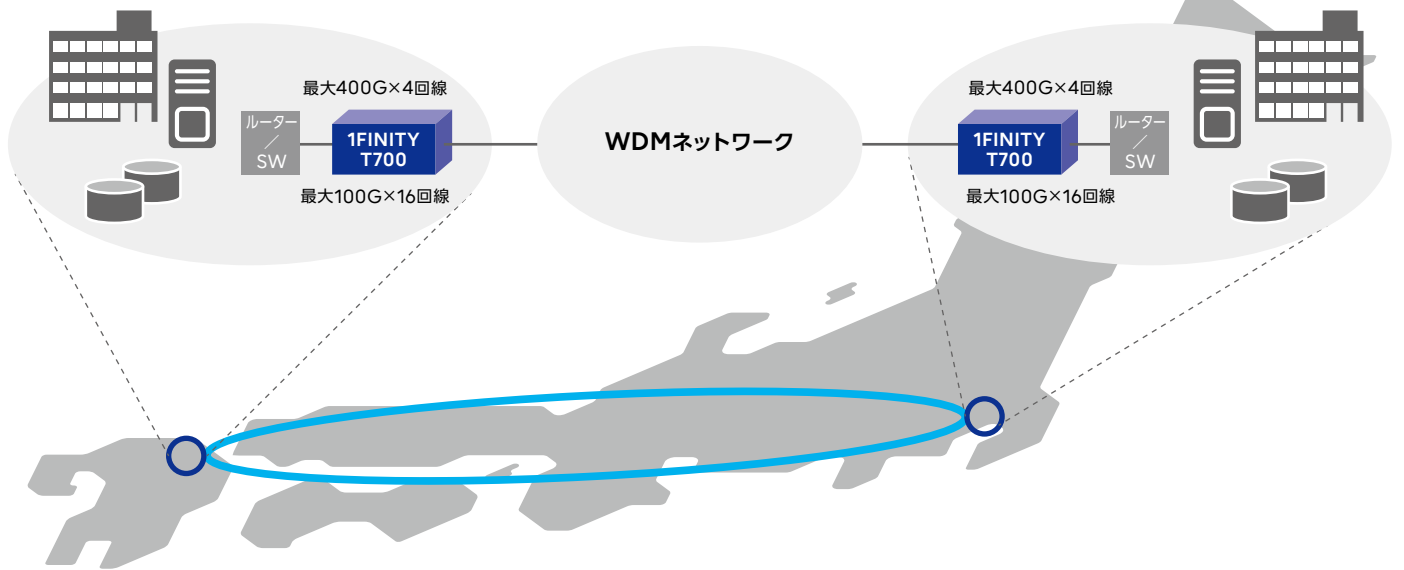 最大400G×4回線
ルーター
／
SW
1FINITY
T700
最大100G×16回線
WDMネットワーク
最大400G×4回線
1FINITY
T700
ルーター
／
SW
最大100G×16回線